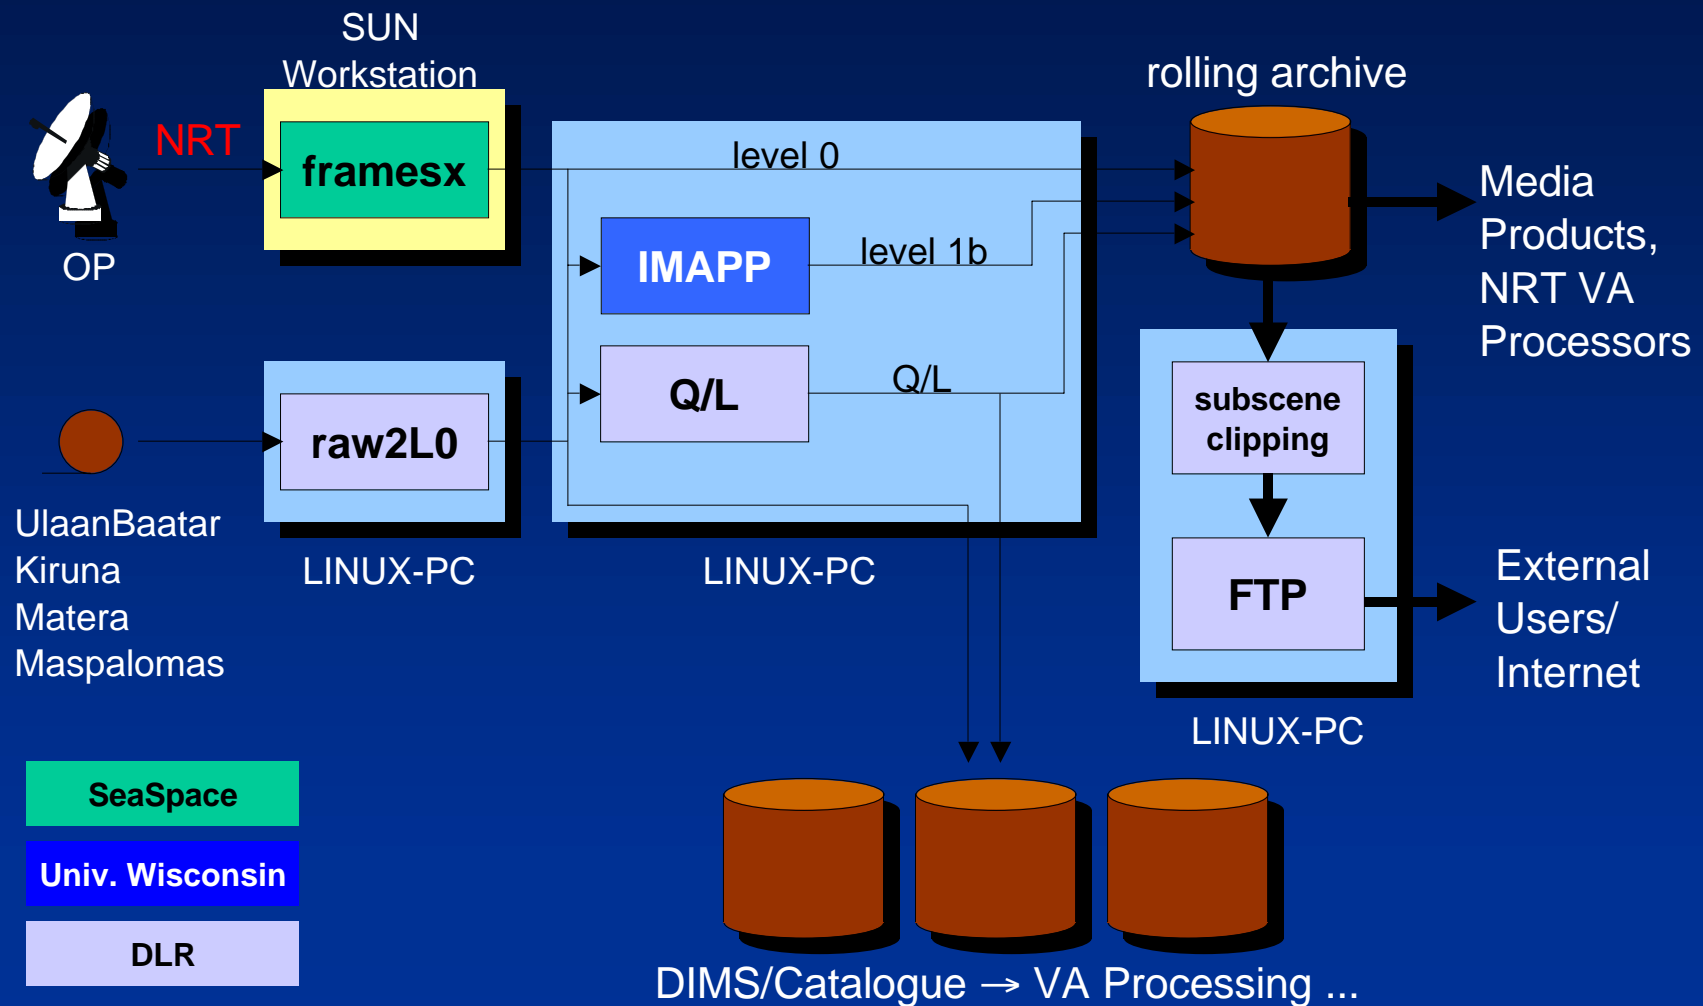 SUN
Workstation
NRT
framesx
OP
level 0
IMAPP
level 1b
Q/L
Q/L
rolling archive
Media
Products,
NRT VA
Processors
raw2L0
UlaanBaatar
Kiruna
Matera
Maspalomas
LINUX-PC
LINUX-PC
subscene
clipping
FTP
External
Users/
Internet
LINUX-PC
SeaSpace
Univ. Wisconsin
DLR
DIMS/Catalogue → VA Processing ...